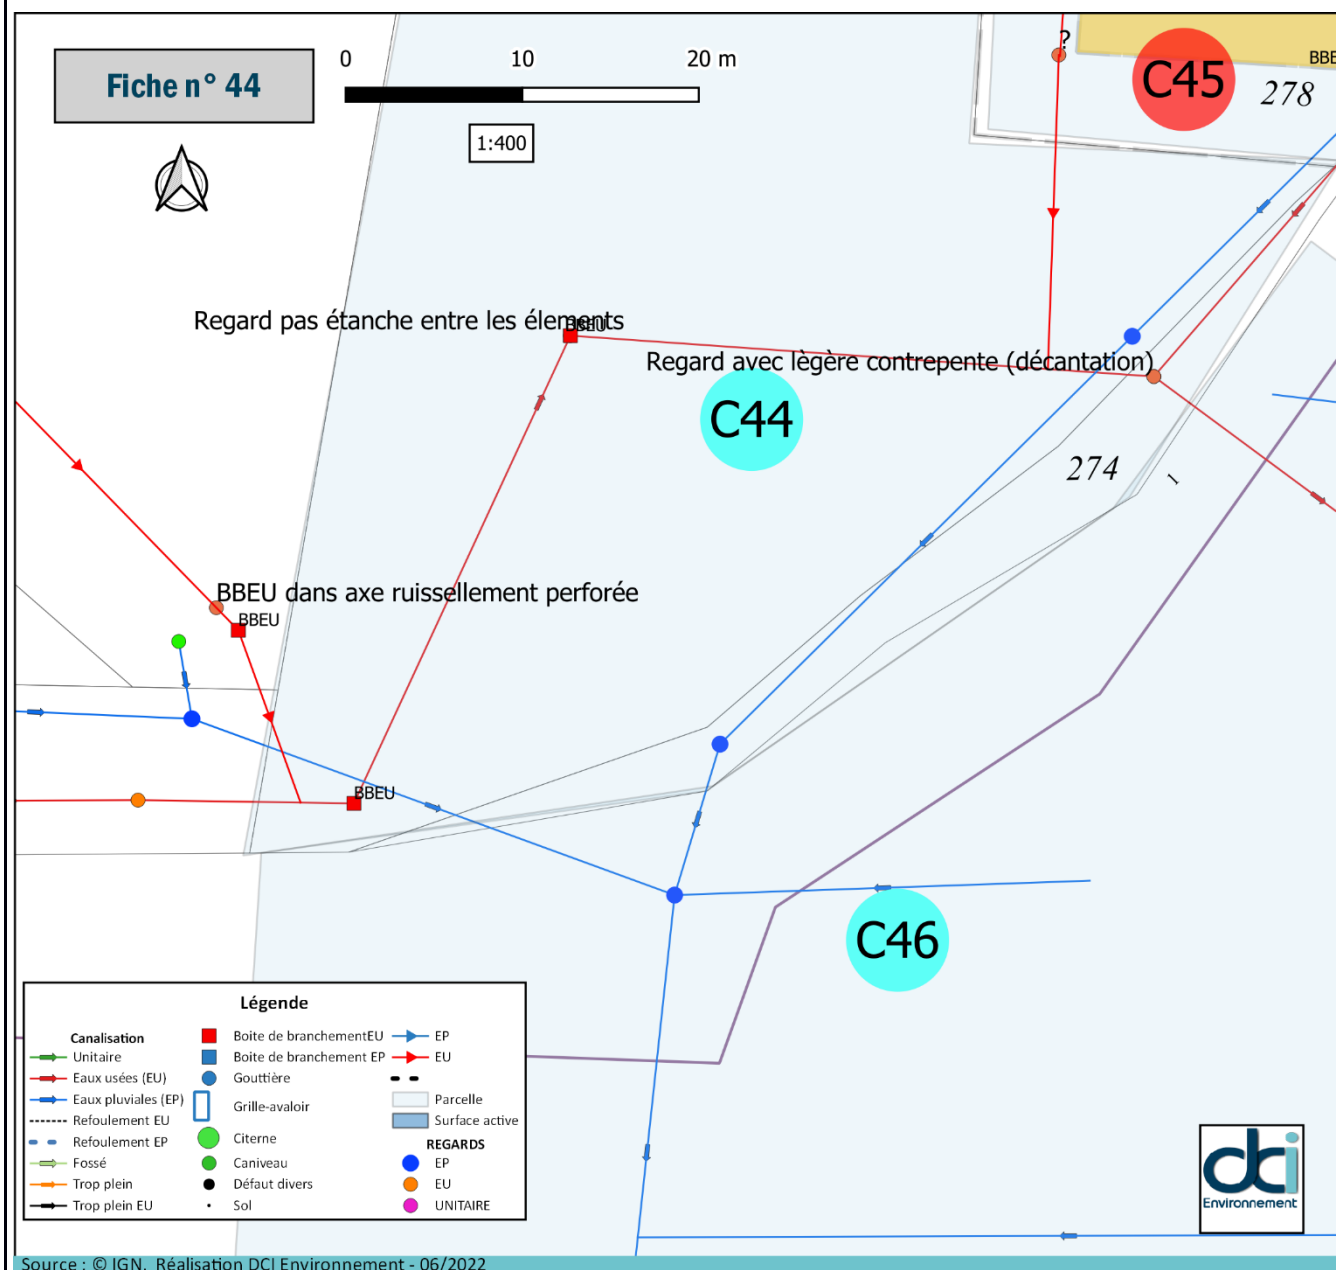 Fiche n° 44
0 10 20 m
1:400
?
C45
BBE
278
Regard pas étanche entre les élements
BBEU
Regard avec lègère contrepente (décantation)
C44
274
1
BBEU dans axe ruissellement perforée
BBEU
BBEU
C46
Légende
Canalisation
Unitaire
Eaux usées (EU)
Eaux pluviales (EP)
Refoulement EU
Refoulement EP
Fossé
Trop plein
Trop plein EU
Boite de branchementEU
Boite de branchement EP
Gouttière
Grille-avaloir
Citerne
Caniveau
Défaut divers
Sol
EP
EU
Parcelle
Surface active
REGARDS
EP
EU
UNITAIRE
dci
Environnement
Source : © IGN, Réalisation DCI Environnement - 06/2022